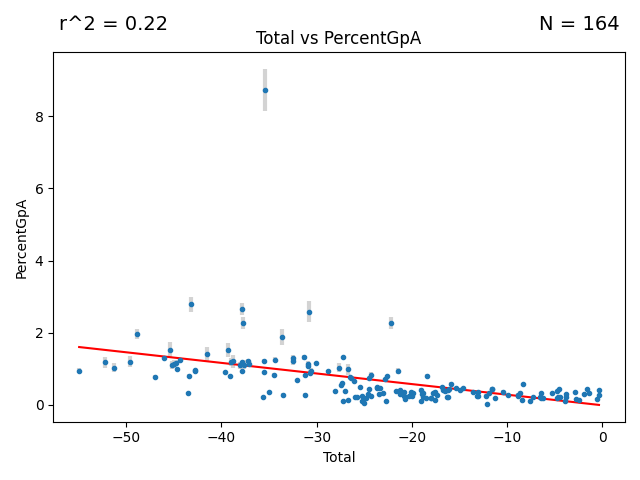 r^2 = 0.22
N = 164
Total vs PercentGpA
PercentGpA
8
6
4
2
0
−50
−40
−30
−20
−10
0
Total